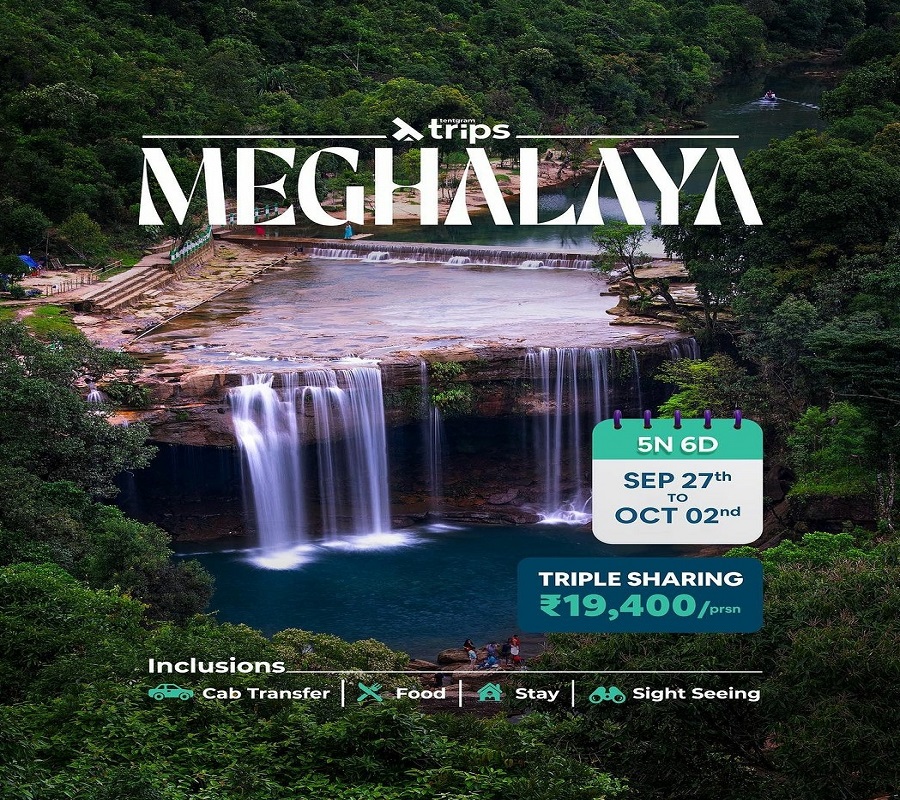 tentgram
trips
MEGHALAYA
5N 6D
SEP 27th
TO
OCT 02nd
TRIPLE SHARING
₹19,400/prsn
Inclusions
Cab Transfer | Food | Stay | Sight Seeing